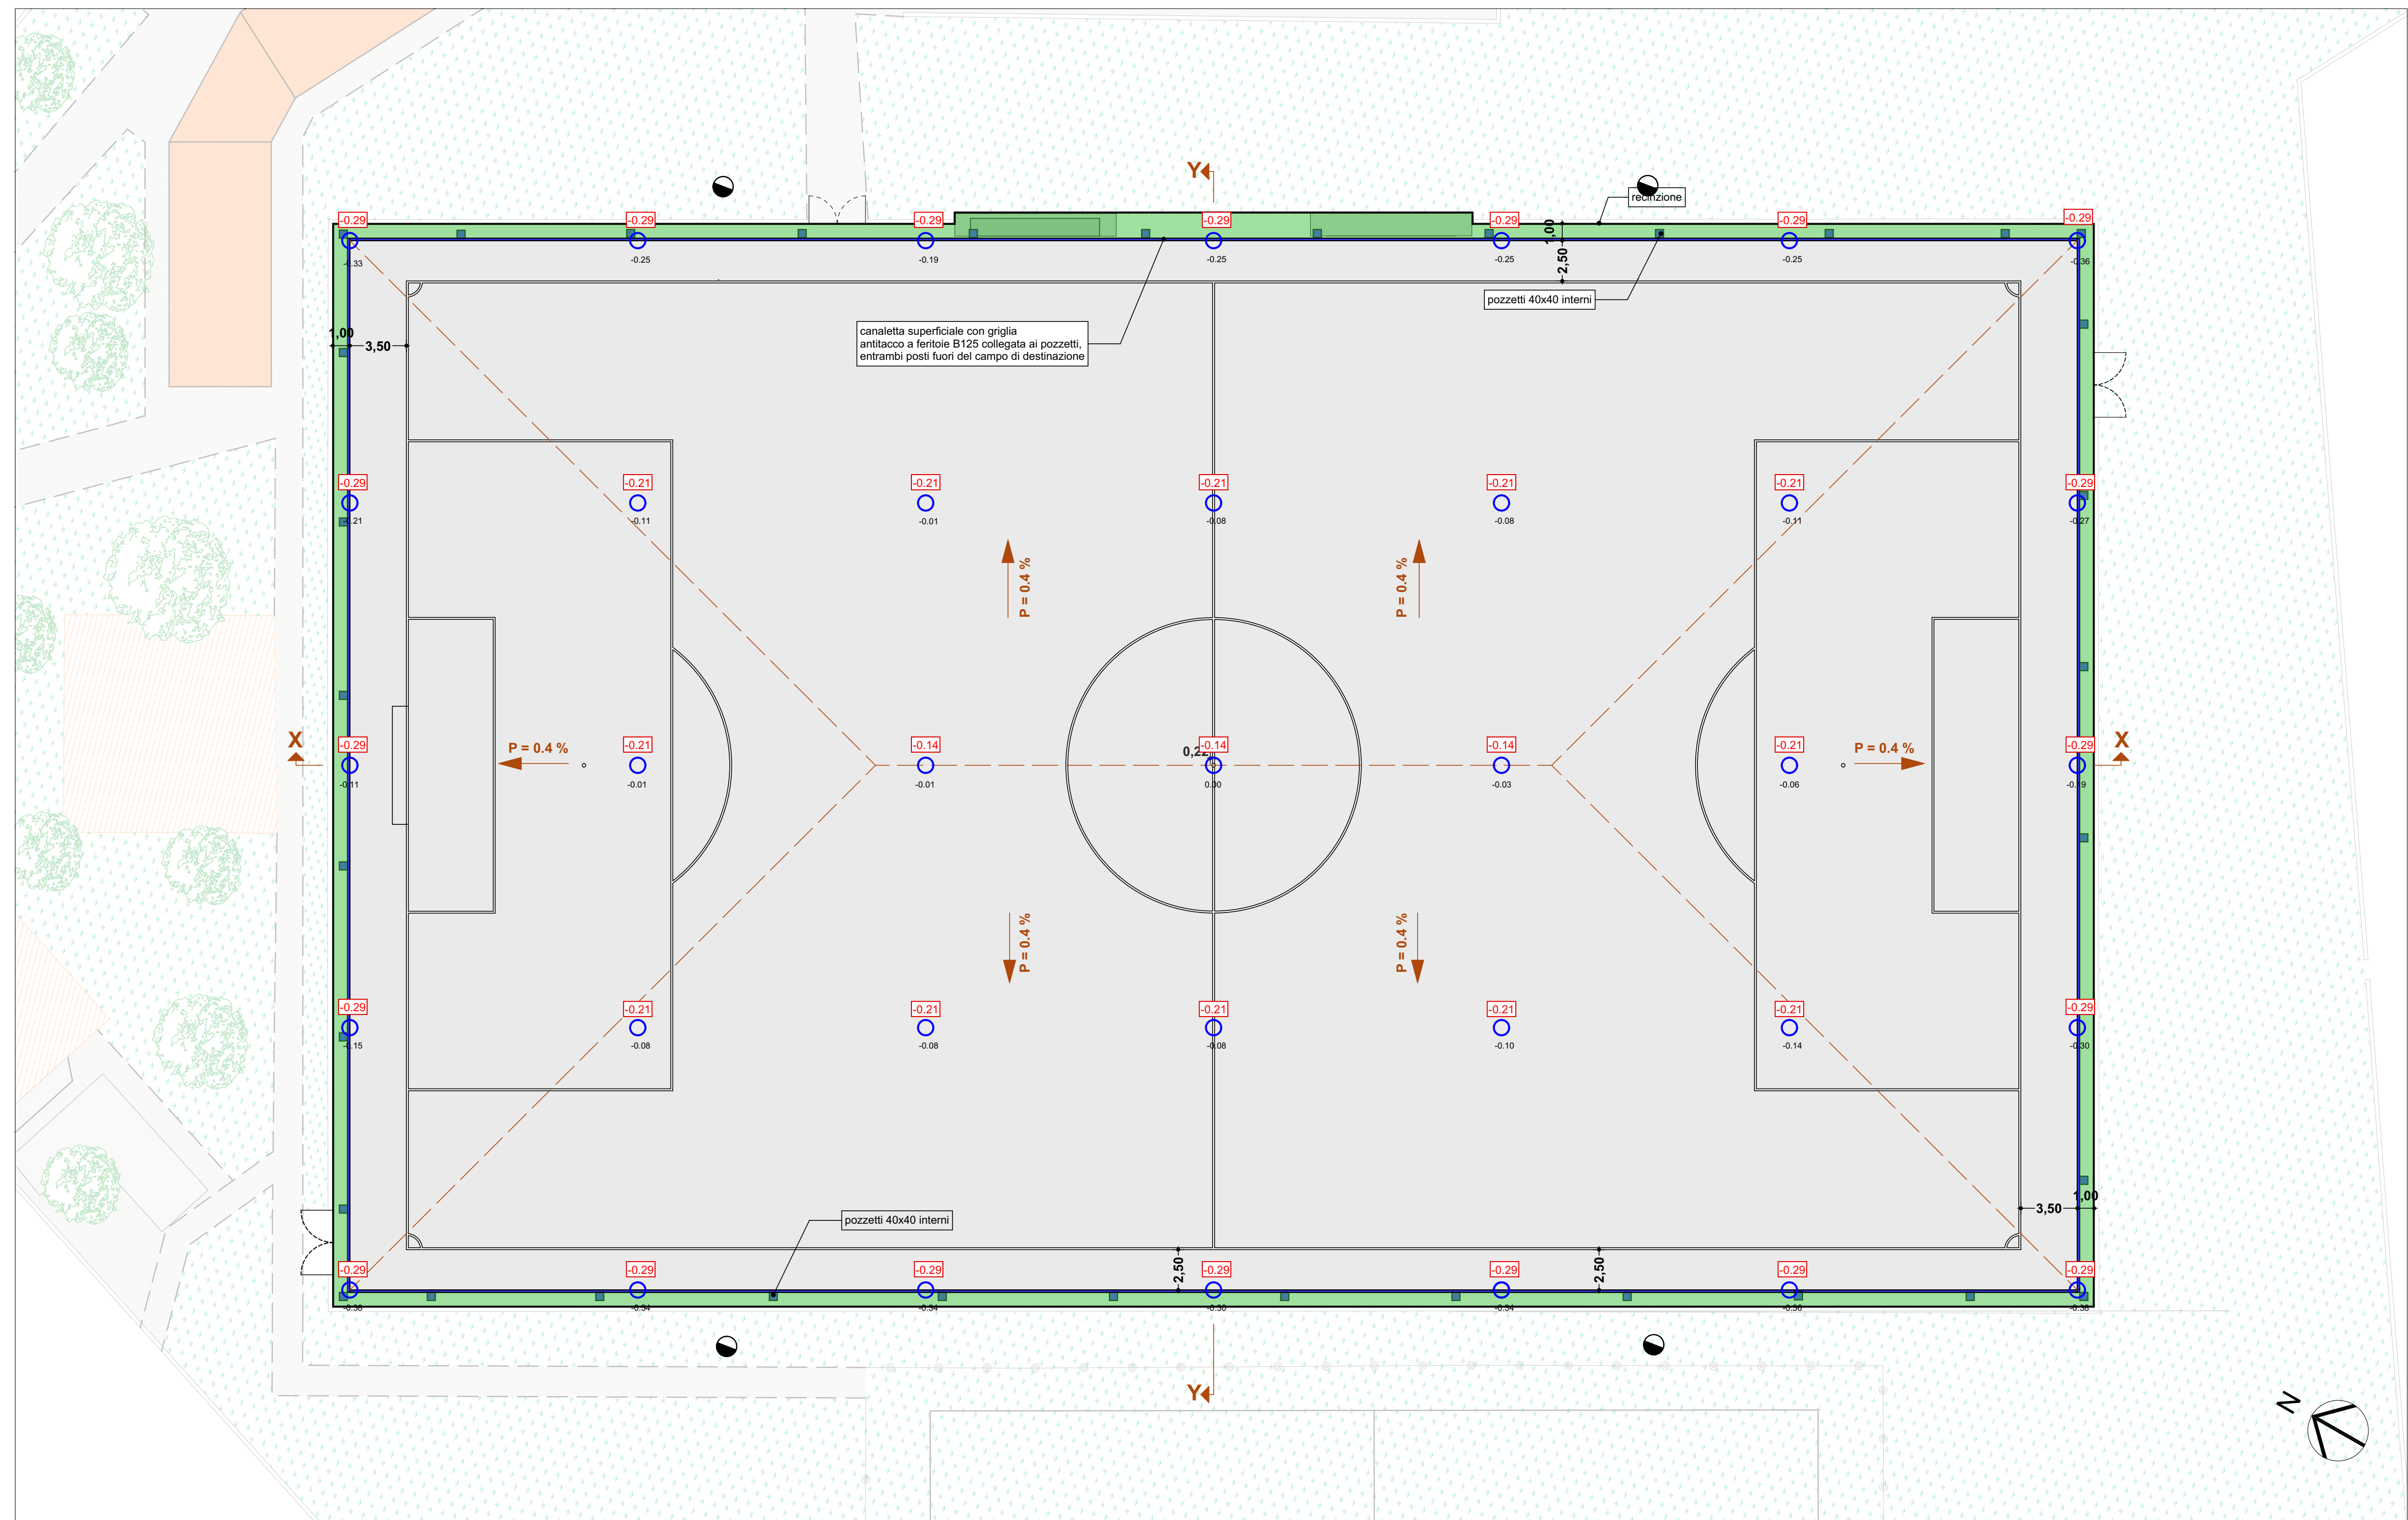 Y
recinzione
-0.29 -0.29 -0.29 -0.29 -0.29 -0.29 -0.29
1,00
-0.33 -0.25 -0.19 -0.25 -0.25 -0.25 -0.36
2,50
pozzetti 40x40 interni
canaletta superficiale con griglia
antitacco a feritoie B125 collegata ai pozzetti,
entrambi posti fuori del campo di destinazione
1,00
3,50
-0.29 -0.21 -0.21 -0.21 -0.21 -0.21 -0.29
-0.21 -0.11 -0.01 -0.08 -0.08 -0.11 -0.27
P = 0.4 %
P = 0.4 %
X X
P = 0.4 % P = 0.4 %
-0.29 -0.21 -0.14 -0.14 -0.14 -0.21 -0.29
-0.11 -0.01 -0.01 0.00 -0.03 -0.06
P = 0.4 %
P = 0.4 %
-0.29 -0.21 -0.21 -0.21 -0.21 -0.21 -0.29
-0.15 -0.08 -0.08 -0.08 -0.10 -0.14 -0.30
1,00
3,50
pozzetti 40x40 interni
2,50
2,50
-0.29 -0.29 -0.29 -0.29 -0.29 -0.29 -0.29
-0.34 -0.34 -0.34
Y
N